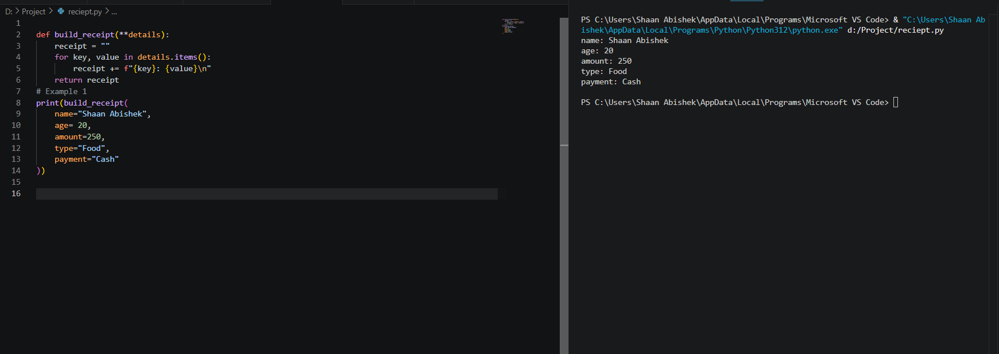 D: > Project > reciept.py > ...
1
2 def build_receipt(**details):
3     receipt = ""
4     for key, value in details.items():
5         receipt += f"{key}: {value}\n"
6     return receipt
7 # Example 1
8 print(build_receipt(
9     name="Shaan Abishek",
10     age= 20,
11     amount=250,
12     type="Food",
13     payment="Cash"
14 ))
15
16
PS C:\Users\Shaan Abishek\AppData\Local\Programs\Microsoft VS Code> & "C:\Users\Shaan Ab
ishek\AppData\Local\Programs\Python\Python312\python.exe" d:/Project/reciept.py
name: Shaan Abishek
age: 20
amount: 250
type: Food
payment: Cash
PS C:\Users\Shaan Abishek\AppData\Local\Programs\Microsoft VS Code>